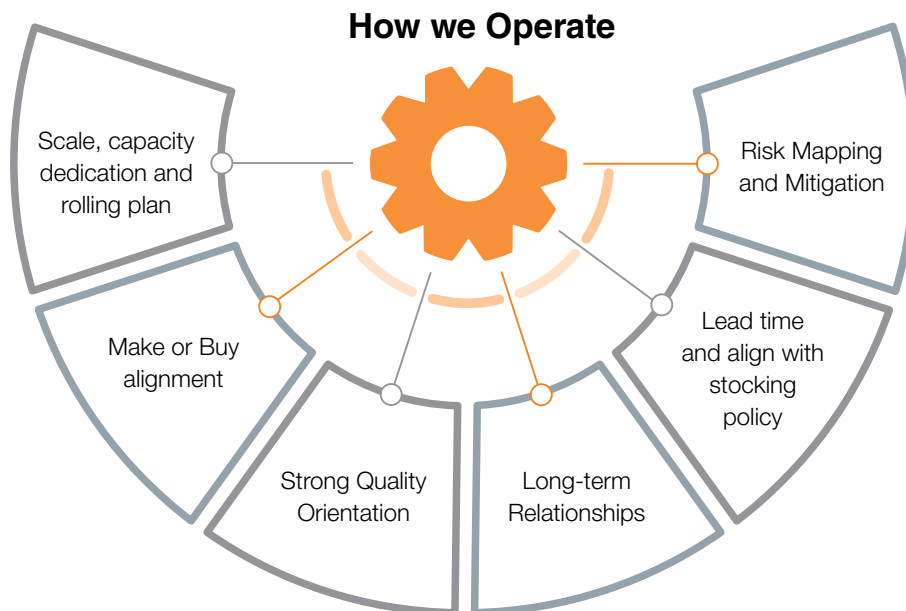 How we Operate
Scale, capacity
dedication and
rolling plan
Make or Buy
alignment
Strong Quality
Orientation
Long-term
Relationships
Lead time
and align with
stocking
policy
Risk Mapping
and Mitigation